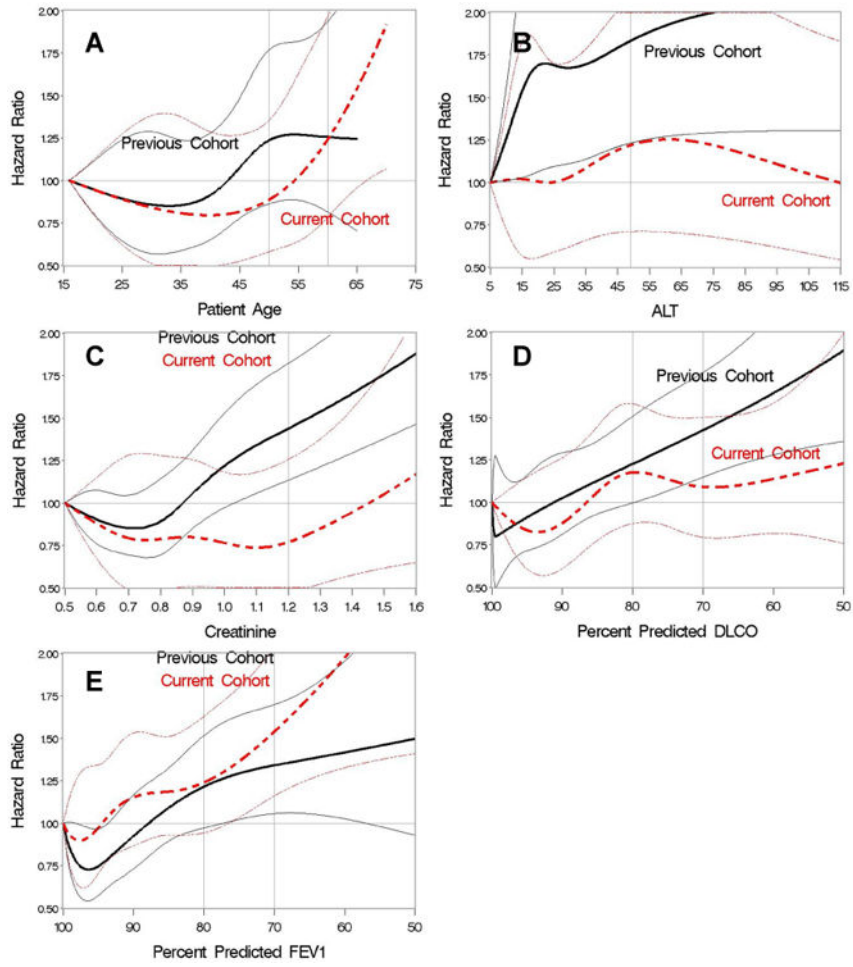 A
Hazard Ratio
2.00
1.75
1.50
1.25
1.00
0.75
0.50
Previous Cohort
Current Cohort
15 25 35 45 55 65 75
Patient Age
B
Hazard Ratio
2.00
1.75
1.50
1.25
1.00
0.75
0.50
Previous Cohort
Current Cohort
5 15 25 35 45 55 65 75 85 95 105 115
ALT
C
Hazard Ratio
2.00
1.75
1.50
1.25
1.00
0.75
0.50
Previous Cohort
Current Cohort
0.5 0.6 0.7 0.8 0.9 1.0 1.1 1.2 1.3 1.4 1.5 1.6
Creatinine
D
Hazard Ratio
2.00
1.75
1.50
1.25
1.00
0.75
0.50
Previous Cohort
Current Cohort
100 90 80 70 60 50
Percent Predicted DLCO
E
Hazard Ratio
2.00
1.75
1.50
1.25
1.00
0.75
0.50
Previous Cohort
Current Cohort
100 90 80 70 60 50
Percent Predicted FEV1